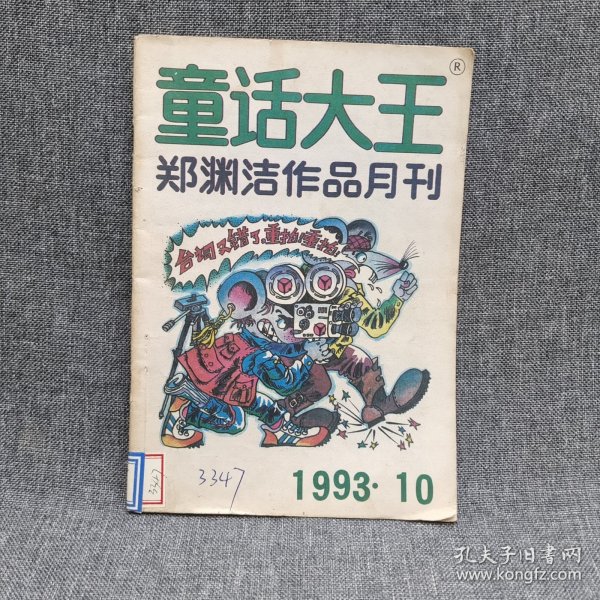 童话大王
®
郑渊洁作品月刊
台词又错了、重拍!重拍!
3347
3347
1993·10
孔夫子旧书网
www.kongfz.com